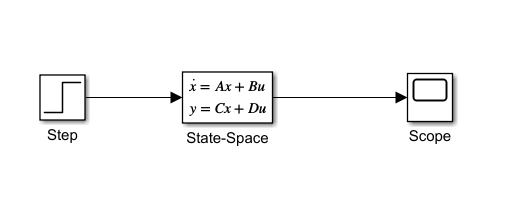 ẋ = Ax + Bu
y = Cx + Du
Step
State-Space
Scope